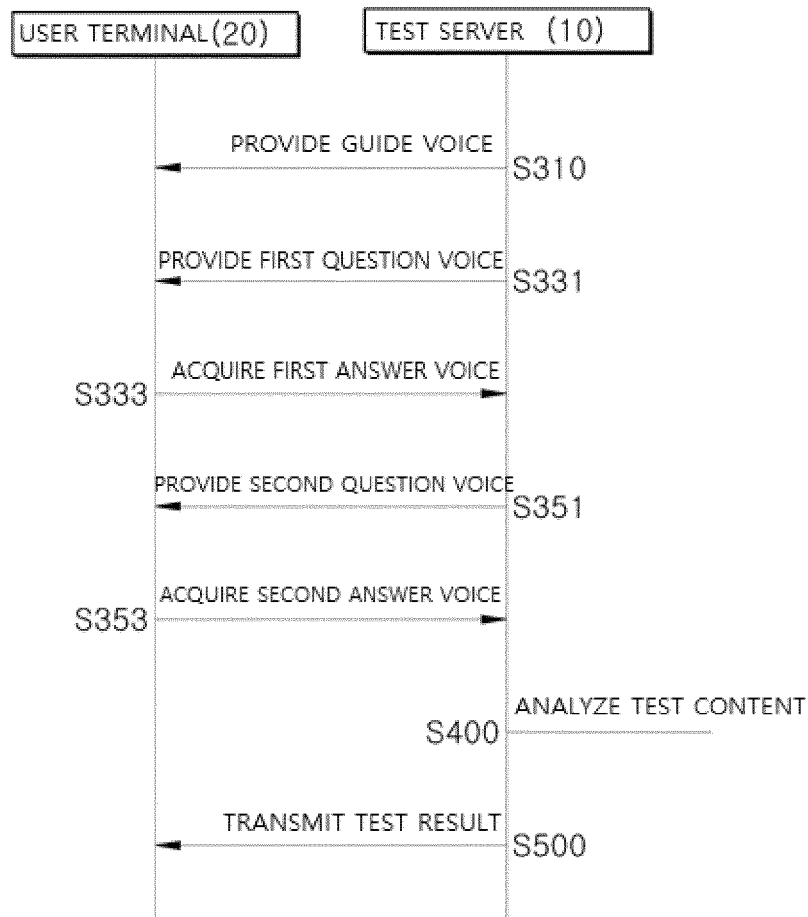 USER TERMINAL(20) TEST SERVER (10)
PROVIDE GUIDE VOICE
S310
PROVIDE FIRST QUESTION VOICE
S331
ACQUIRE FIRST ANSWER VOICE
S333
PROVIDE SECOND QUESTION VOICE
S351
ACQUIRE SECOND ANSWER VOICE
S353
ANALYZE TEST CONTENT
S400
TRANSMIT TEST RESULT
S500